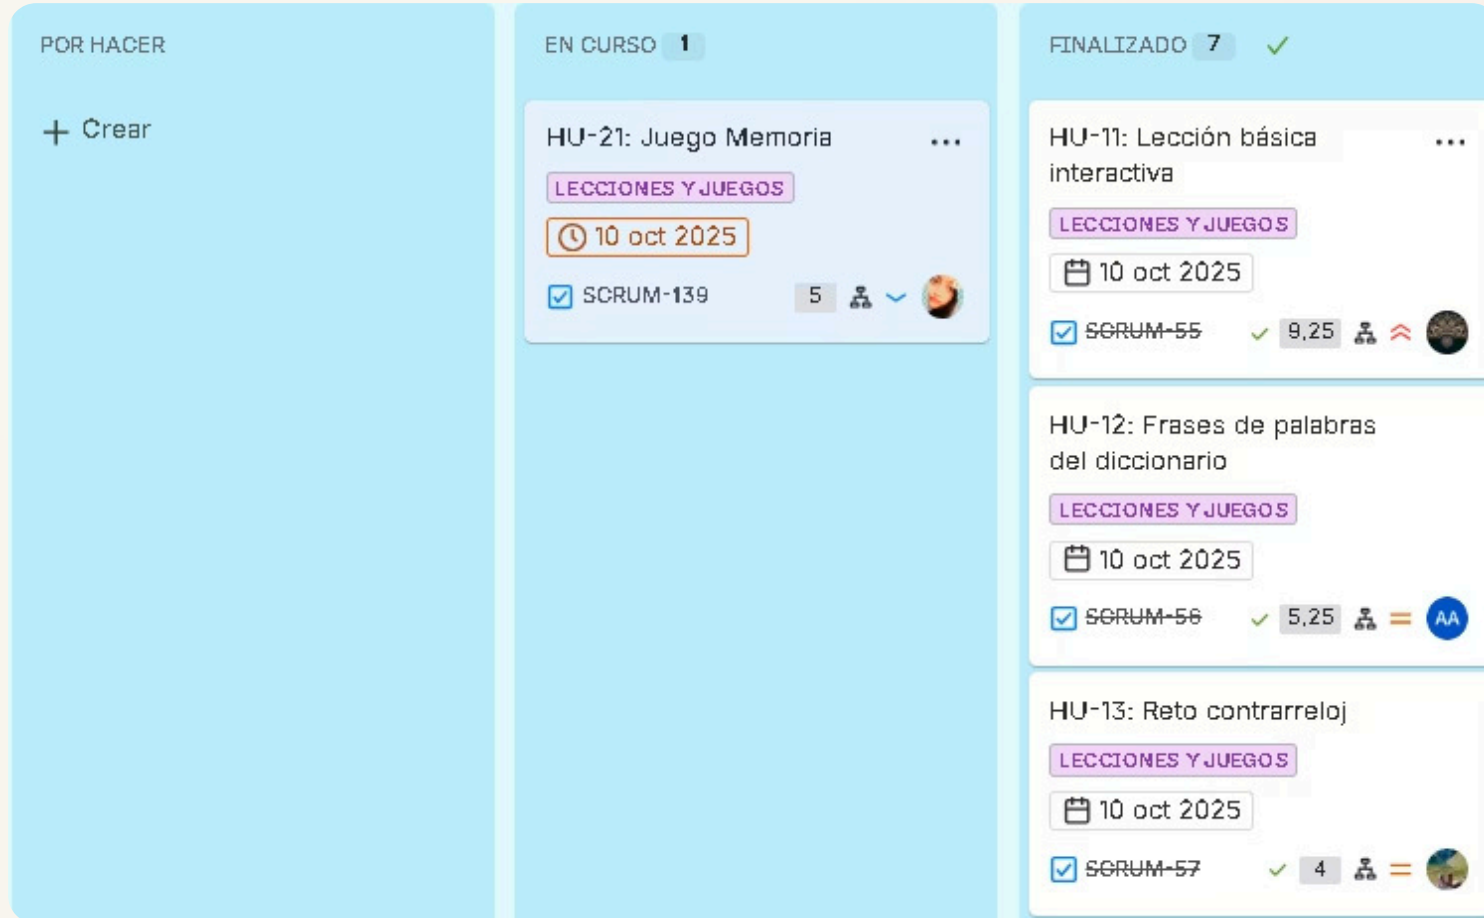 POR HACER
+ Crear
EN CURSO 1
HU-21: Juego Memoria
LECCIONES Y JUEGOS
10 oct 2025
SCRUM-139 5
FINALIZADO 7
HU-11: Lección básica
interactiva
LECCIONES Y JUEGOS
10 oct 2025
SCRUM-55 9,25
HU-12: Frases de palabras
del diccionario
LECCIONES Y JUEGOS
10 oct 2025
SCRUM-56 5,25 AA
HU-13: Reto contrarreloj
LECCIONES Y JUEGOS
10 oct 2025
SCRUM-57 4